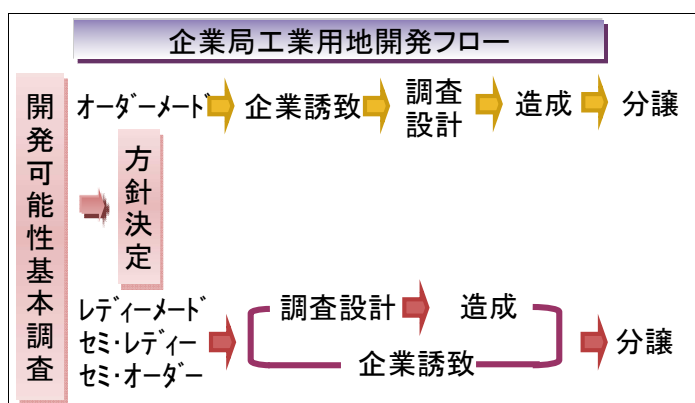 企業局工業用地開発フロー
開発可能性基本調査
ｵｰﾀﾞｰﾒｰﾄﾞ
企業誘致
調査
設計
造成
分譲
方針決定
ﾚﾃﾞｨｰﾒｰﾄﾞ
ｾﾐ･ﾚﾃﾞｨｰ
ｾﾐ･ｵｰﾀﾞｰ
調査設計
造成
企業誘致
分譲